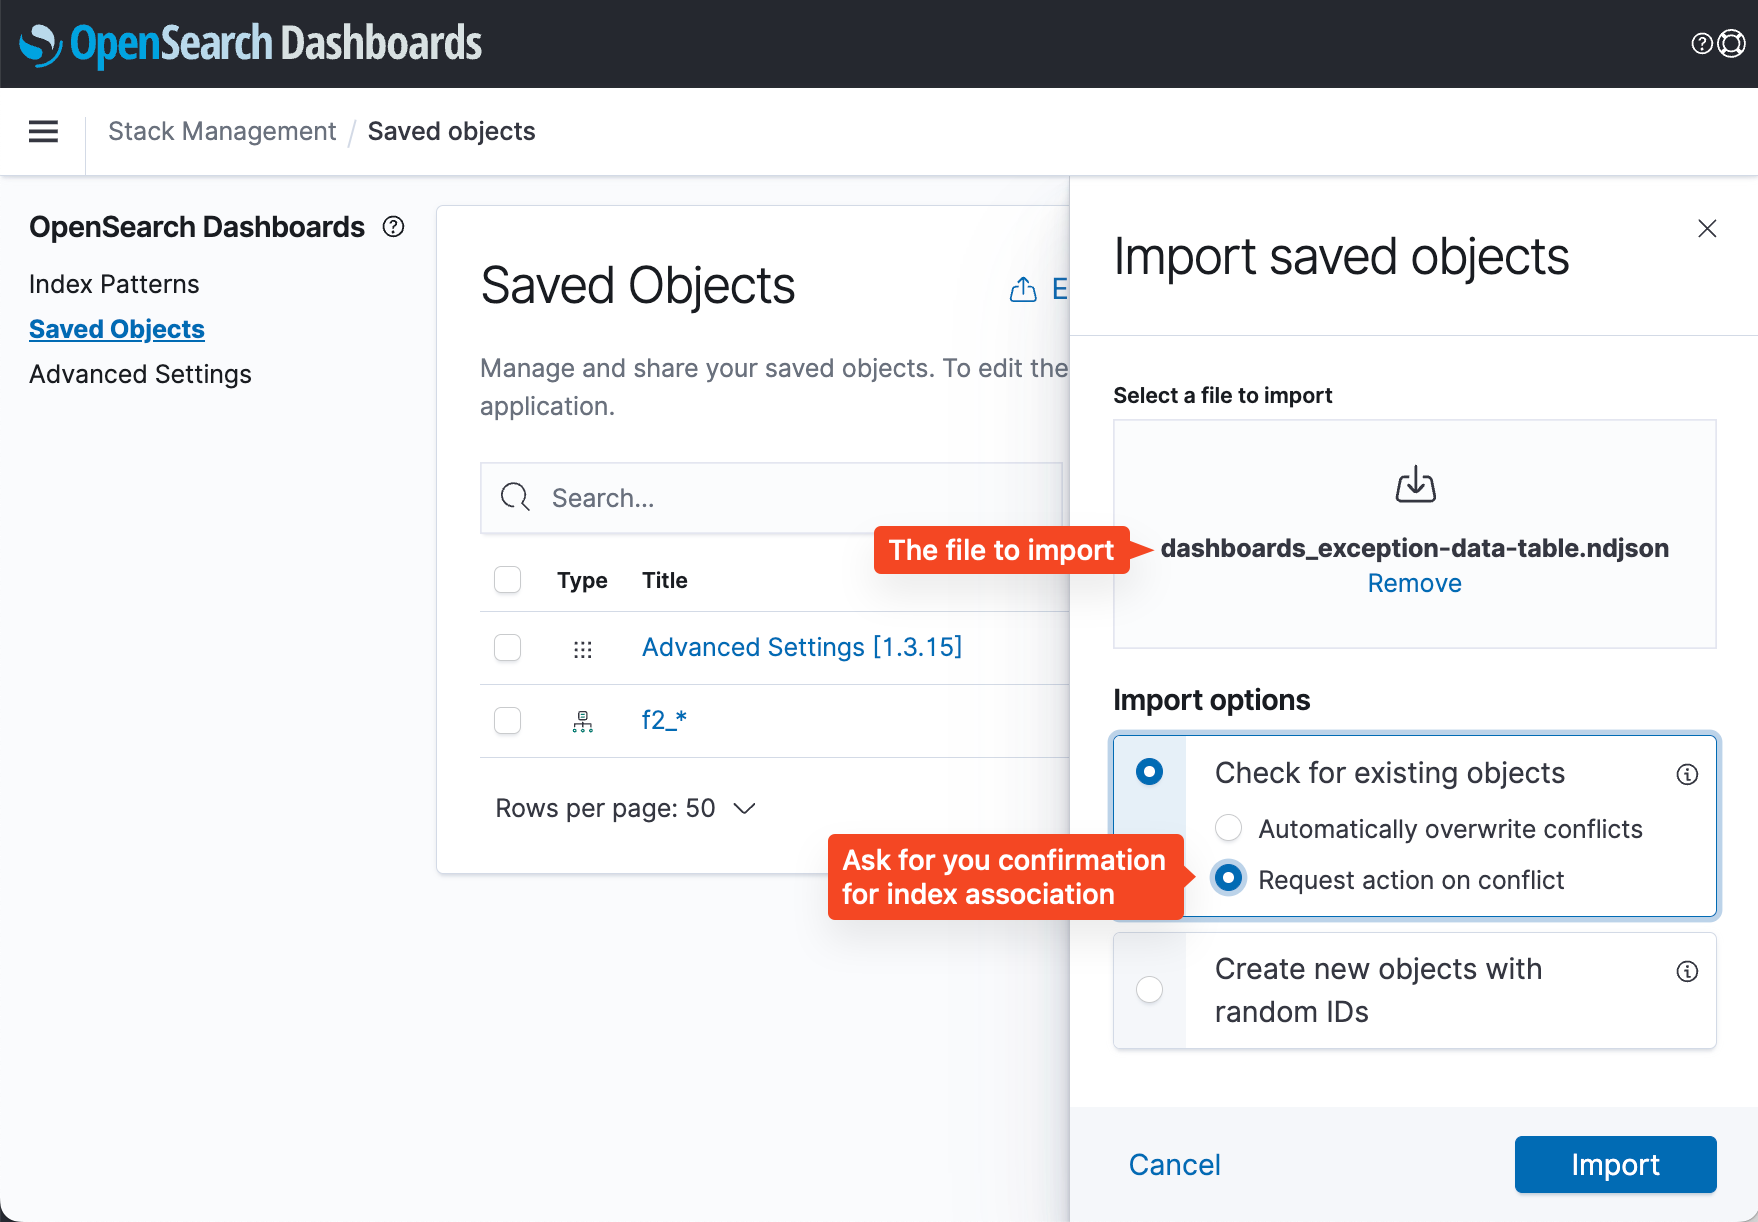 OpenSearch Dashboards
Stack Management / Saved objects
OpenSearch Dashboards
Index Patterns
Saved Objects
Advanced Settings
Saved Objects
E
Manage and share your saved objects. To edit the
application.
Search...
Type Title
Advanced Settings [1.3.15]
f2_*
Rows per page: 50
Import saved objects
Select a file to import
The file to import
dashboards_exception-data-table.ndjson
Remove
Import options
Check for existing objects
Automatically overwrite conflicts
Ask for you confirmation
for index association
Request action on conflict
Create new objects with
random IDs
Cancel
Import